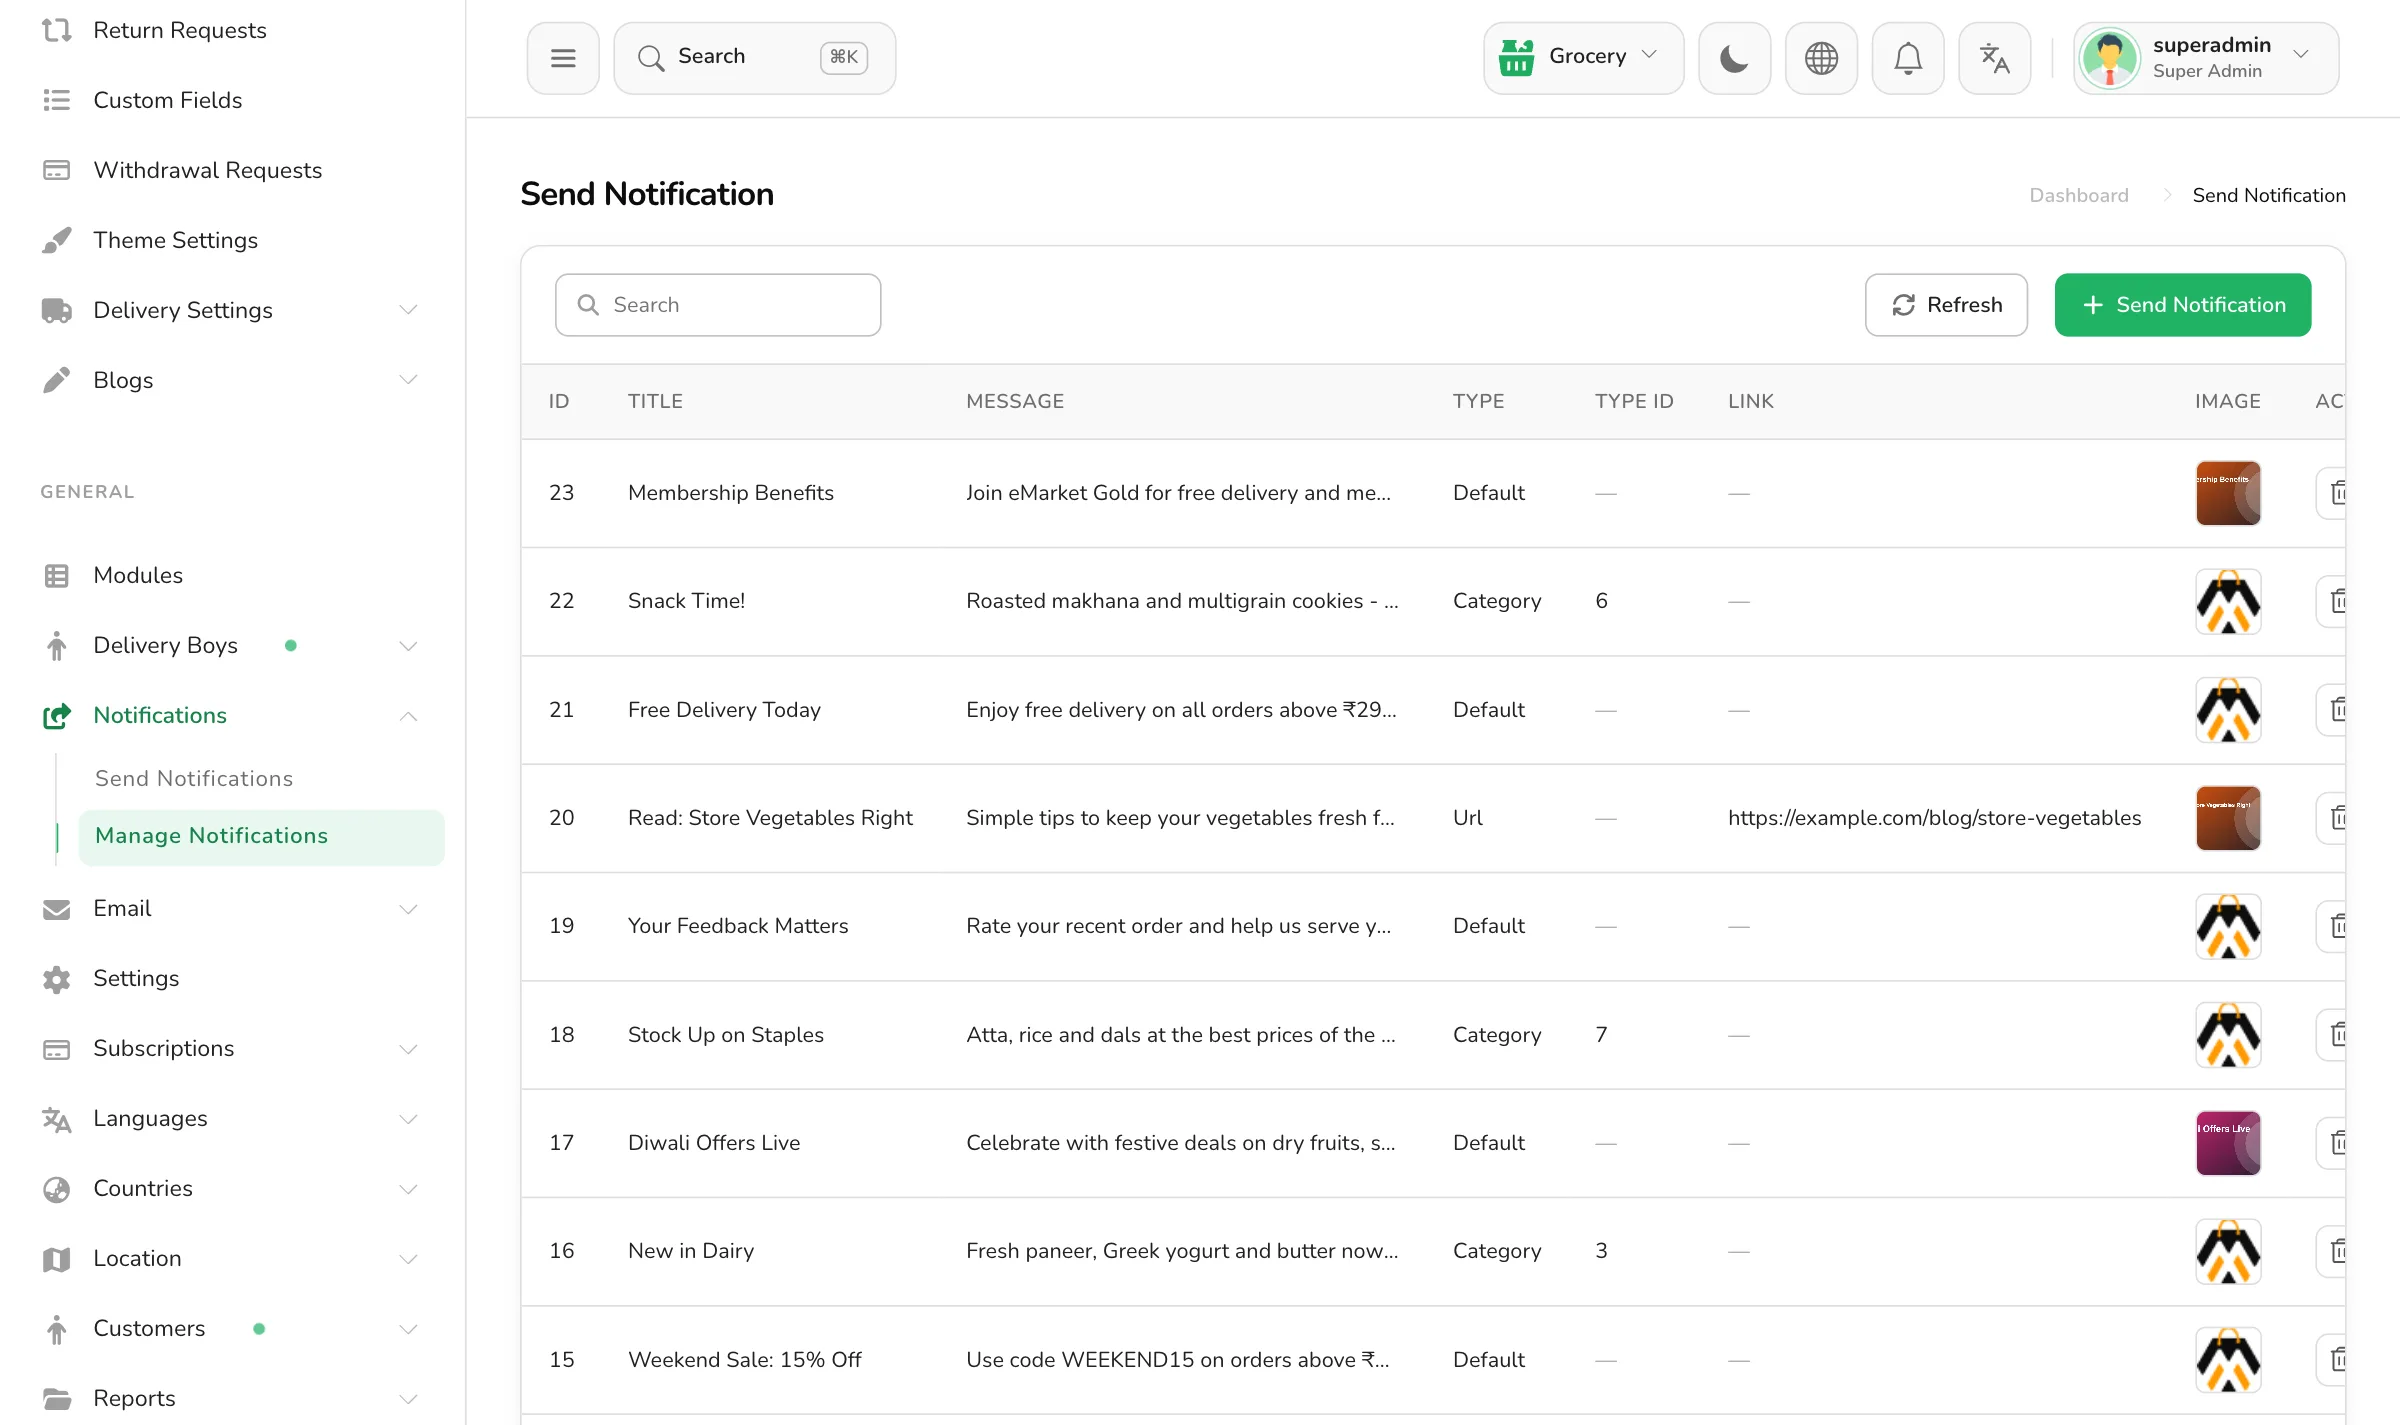 Return Requests
Custom Fields
Withdrawal Requests
Theme Settings
Delivery Settings
Blogs
GENERAL
Modules
Delivery Boys
Notifications
Send Notifications
Manage Notifications
Email
Settings
Subscriptions
Languages
Countries
Location
Customers
Reports
Search ⌘K
Grocery
superadmin
Super Admin
Send Notification
Dashboard Send Notification
Search
Refresh
+ Send Notification
ID TITLE MESSAGE TYPE TYPE ID LINK IMAGE AC
23 Membership Benefits Join eMarket Gold for free delivery and me... Default — — ership Benefits
22 Snack Time! Roasted makhana and multigrain cookies - ... Category 6 —
21 Free Delivery Today Enjoy free delivery on all orders above ₹29... Default — —
20 Read: Store Vegetables Right Simple tips to keep your vegetables fresh f... Url — https://example.com/blog/store-vegetables ore Vegetables Right
19 Your Feedback Matters Rate your recent order and help us serve y... Default — —
18 Stock Up on Staples Atta, rice and dals at the best prices of the ... Category 7 —
17 Diwali Offers Live Celebrate with festive deals on dry fruits, s... Default — — i Offers Live
16 New in Dairy Fresh paneer, Greek yogurt and butter now... Category 3 —
15 Weekend Sale: 15% Off Use code WEEKEND15 on orders above ₹... Default — —